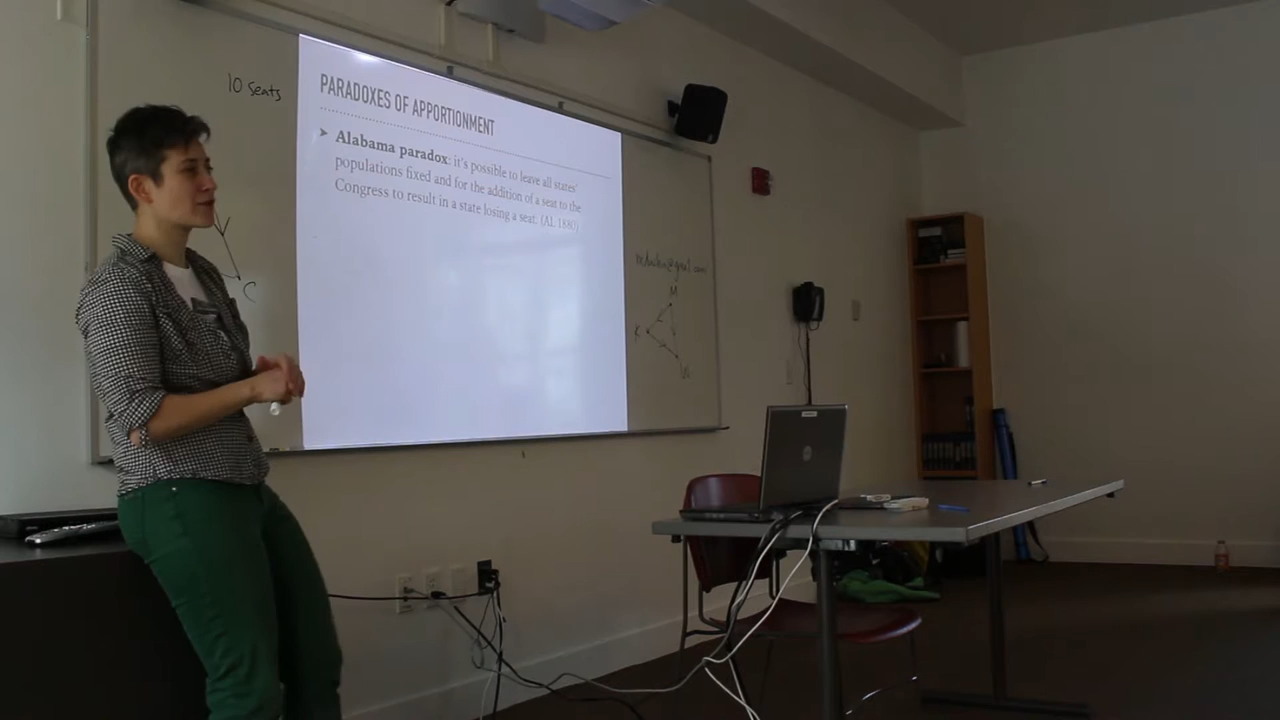 10 seats
PARADOXES OF APPORTIONMENT
➤ Alabama paradox: it's possible to leave all states'
populations fixed and for the addition of a seat to the
Congress to result in a state losing a seat. (AL 1880)
Y
C
M
K